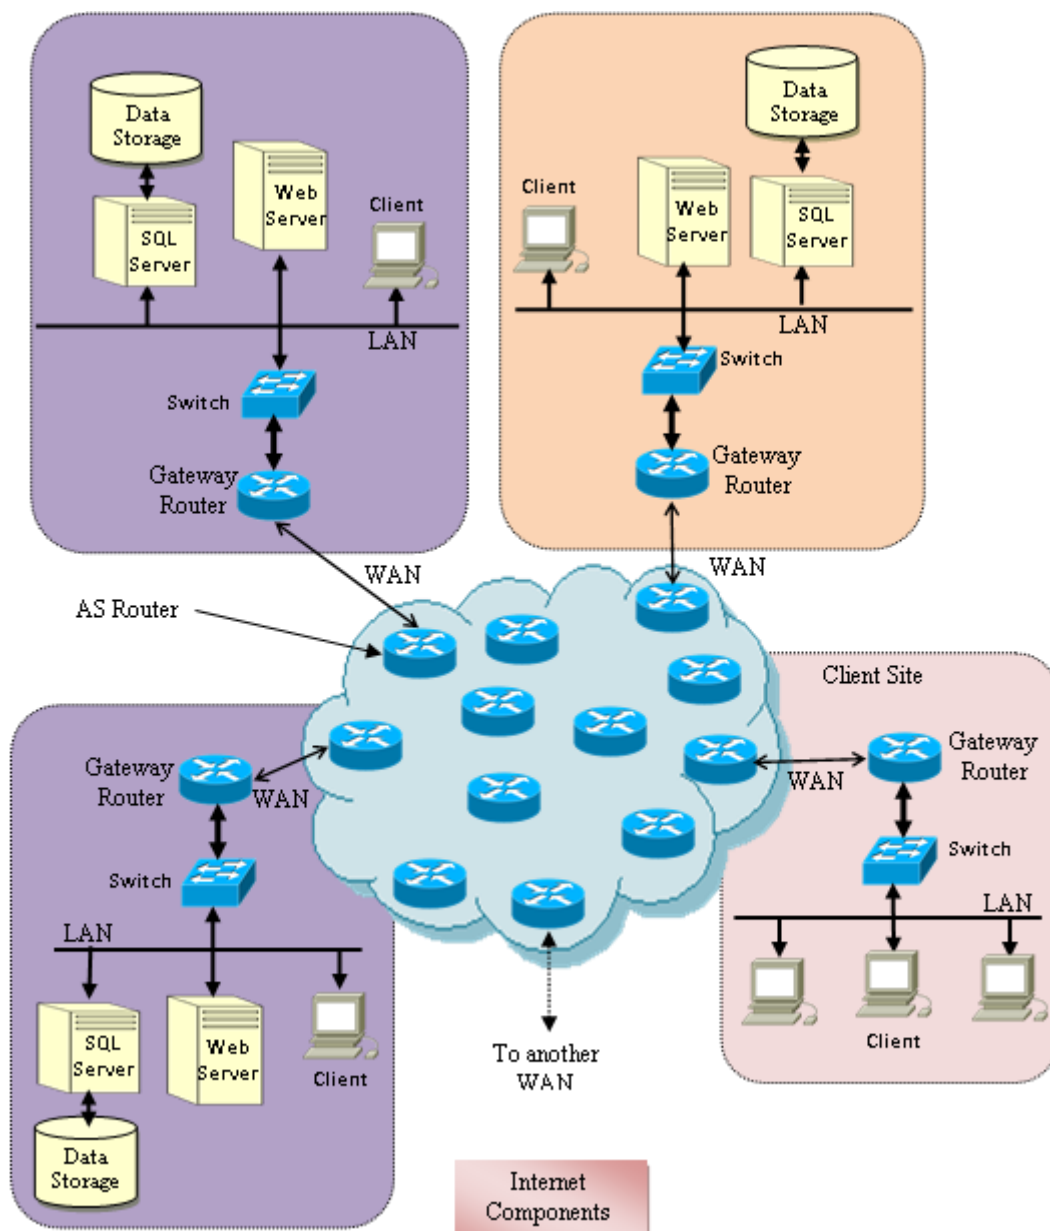 Data
Storage
Web
Server
SQL
Server
Client
LAN
Switch
Gateway
Router
WAN
Data
Storage
Client
Web
Server
SQL
Server
LAN
Switch
Gateway
Router
WAN
AS Router
Client Site
Gateway
Router
WAN
Switch
LAN
Client
Gateway
Router
WAN
Switch
LAN
SQL
Server
Web
Server
Client
Data
Storage
To another
WAN
Internet
Components